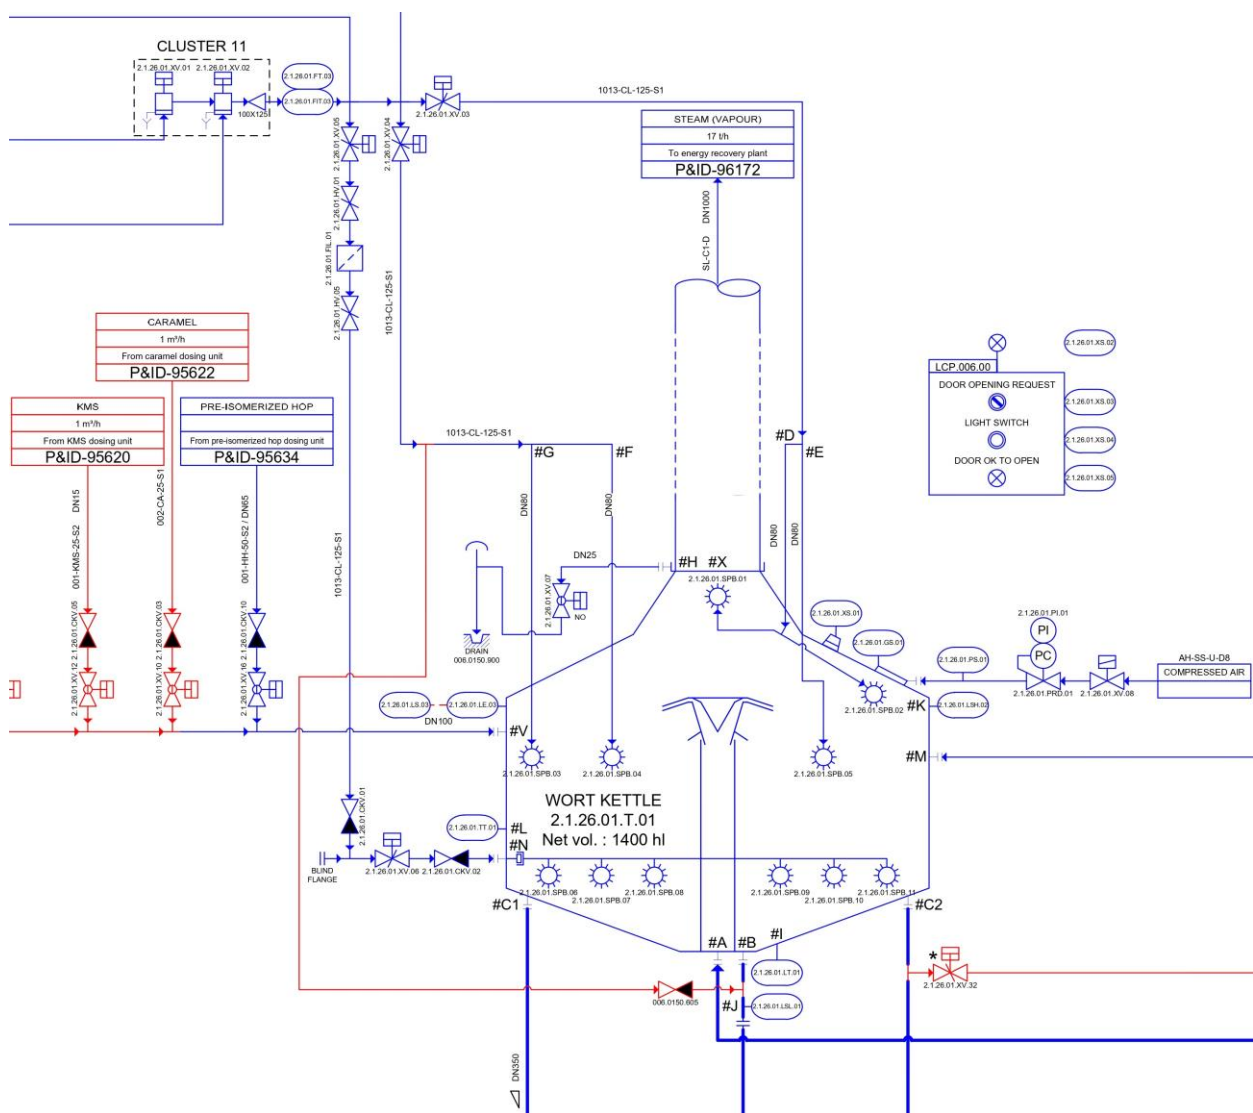 CLUSTER 11
2.1.26.01.XV.01
2.1.26.01.XV.02
100X125
2.1.26.01.FT.03
2.1.26.01.FIT.03
2.1.26.01.XV.05
2.1.26.01.XV.04
2.1.26.01.XV.03
1013-CL-125-S1
STEAM (VAPOUR)
17 t/h
To energy recovery plant
P&ID-96172
SL-C1-D DN1000
2.1.26.01.HV.01
2.1.26.01.FIL.01
2.1.26.01.HV.05
1013-CL-125-S1
CARAMEL
1 m³/h
From caramel dosing unit
P&ID-95622
KMS
1 m³/h
From KMS dosing unit
P&ID-95620
PRE-ISOMERIZED HOP
From pre-isomerized hop dosing unit
P&ID-95634
001-KMS-25-S2 DN15
002-CA-25-S1
001-HH-50-S2 / DN65
1013-CL-125-S1
1013-CL-125-S1
#G
#F
DN80
DN80
#D
#E
DN80
DN80
2.1.26.01.XS.02
LCP.006.00
DOOR OPENING REQUEST
2.1.26.01.XS.03
LIGHT SWITCH
2.1.26.01.XS.04
DOOR OK TO OPEN
2.1.26.01.XS.05
DN25
#H
#X
2.1.26.01.SPB.01
2.1.26.01.XV.07
NO
DRAIN
006.0150.900
2.1.26.01.CKV.05
2.1.26.01.CKV.03
2.1.26.01.CKV.10
2.1.26.01.XV.12
2.1.26.01.XV.10
2.1.26.01.XV.16
2.1.26.01.XS.01
2.1.26.01.GS.01
2.1.26.01.PS.01
2.1.26.01.PI.01
PI
PC
2.1.26.01.PRD.01
2.1.26.01.XV.08
AH-SS-U-D8
COMPRESSED AIR
2.1.26.01.SPB.02
#K
2.1.26.01.LSH.02
2.1.26.01.LS.03
2.1.26.01.LE.03
DN100
#V
#M
2.1.26.01.SPB.03
2.1.26.01.SPB.04
2.1.26.01.SPB.05
WORT KETTLE
2.1.26.01.T.01
Net vol. : 1400 hl
2.1.26.01.CKV.01
2.1.26.01.TT.01
#L
#N
BLIND
FLANGE
2.1.26.01.XV.06
2.1.26.01.CKV.02
2.1.26.01.SPB.06
2.1.26.01.SPB.07
2.1.26.01.SPB.08
2.1.26.01.SPB.09
2.1.26.01.SPB.10
2.1.26.01.SPB.11
#C1
#C2
#A
#B
#I
2.1.26.01.LT.01
006.0150.605
#J
2.1.26.01.LSL.01
*
2.1.26.01.XV.32
DN350